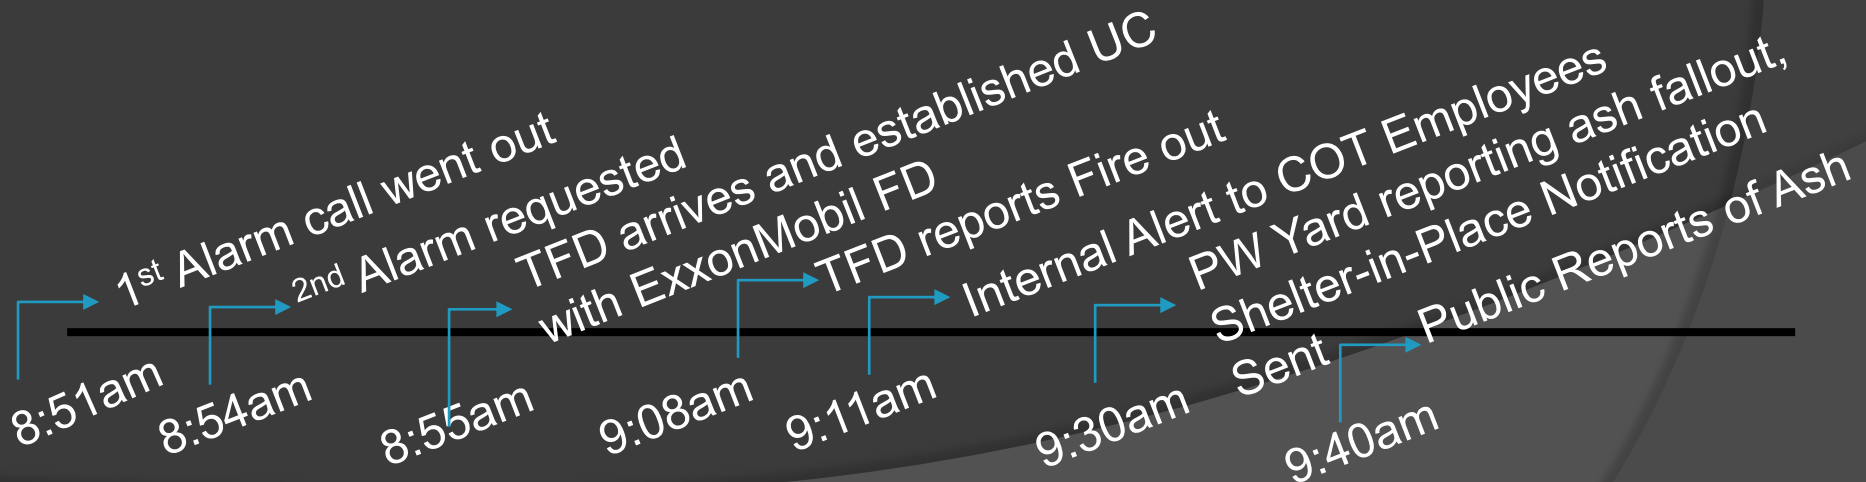 8:51am
1st Alarm call went out
8:54am
2nd Alarm requested
8:55am
TFD arrives and established UC
with ExxonMobil FD
9:08am
TFD reports Fire out
9:11am
Internal Alert to COT Employees
9:30am
PW Yard reporting ash fallout,
Shelter-in-Place Notification
Sent
9:40am
Public Reports of Ash